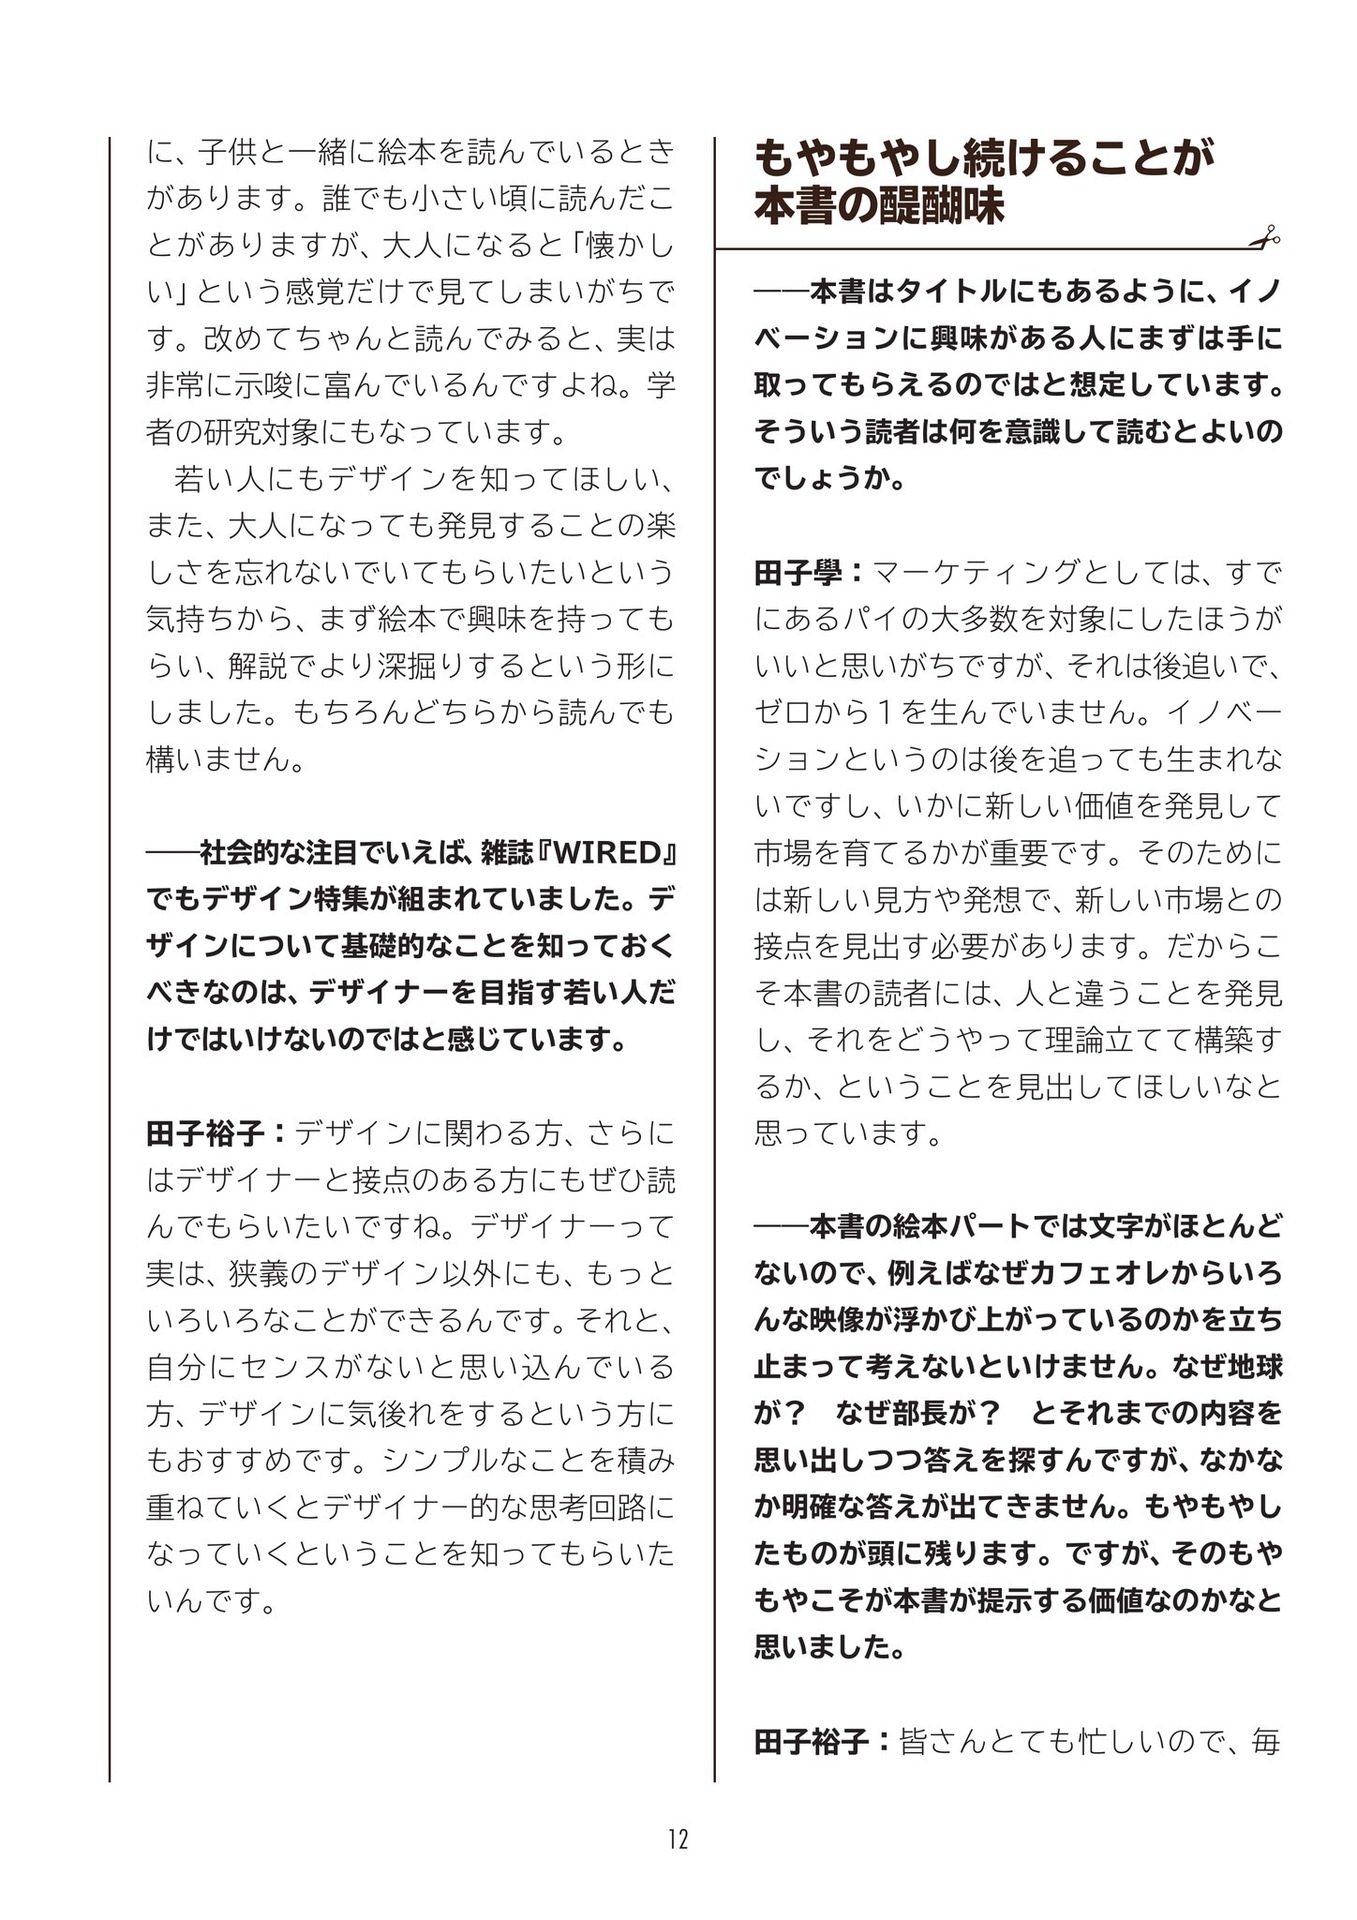 に、子供と一緒に絵本を読んでいるとき
があります。誰でも小さい頃に読んだこ
とがありますが、大人になると「懐かし
い」という感覚だけで見てしまいがちで
す。改めてちゃんと読んでみると、実は
非常に示唆に富んでいるんですよね。学
者の研究対象にもなっています。
　若い人にもデザインを知ってほしい、
また、大人になっても発見することの楽
しさを忘れないでいてもらいたいという
気持ちから、まず絵本で興味を持っても
らい、解説でより深掘りするという形に
しました。もちろんどちらから読んでも
構いません。
――社会的な注目でいえば、雑誌『WIRED』
でもデザイン特集が組まれていました。デ
ザインについて基礎的なことを知っておく
べきなのは、デザイナーを目指す若い人だ
けではいけないのではと感じています。
田子裕子：デザインに関わる方、さらに
はデザイナーと接点のある方にもぜひ読
んでもらいたいですね。デザイナーって
実は、狭義のデザイン以外にも、もっと
いろいろなことができるんです。それと、
自分にセンスがないと思い込んでいる
方、デザインに気後れをするという方に
もおすすめです。シンプルなことを積み
重ねていくとデザイナー的な思考回路に
なっていくということを知ってもらいた
いんです。
もやもやし続けることが
本書の醍醐味
――本書はタイトルにもあるように、イノ
ベーションに興味がある人にまずは手に
取ってもらえるのではと想定しています。
そういう読者は何を意識して読むとよいの
でしょうか。
田子學：マーケティングとしては、すで
にあるパイの大多数を対象にしたほうが
いいと思いがちですが、それは後追いで、
ゼロから１を生んでいません。イノベー
ションというのは後を追っても生まれな
いですし、いかに新しい価値を発見して
市場を育てるかが重要です。そのために
は新しい見方や発想で、新しい市場との
接点を見出す必要があります。だからこ
そ本書の読者には、人と違うことを発見
し、それをどうやって理論立てて構築す
るか、ということを見出してほしいなと
思っています。
――本書の絵本パートでは文字がほとんど
ないので、例えばなぜカフェオレからいろ
んな映像が浮かび上がっているのかを立ち
止まって考えないといけません。なぜ地球
が？　なぜ部長が？　とそれまでの内容を
思い出しつつ答えを探すんですが、なかな
か明確な答えが出てきません。もやもやし
たものが頭に残ります。ですが、そのもや
もやこそが本書が提示する価値なのかなと
思いました。
田子裕子：皆さんとても忙しいので、毎
12